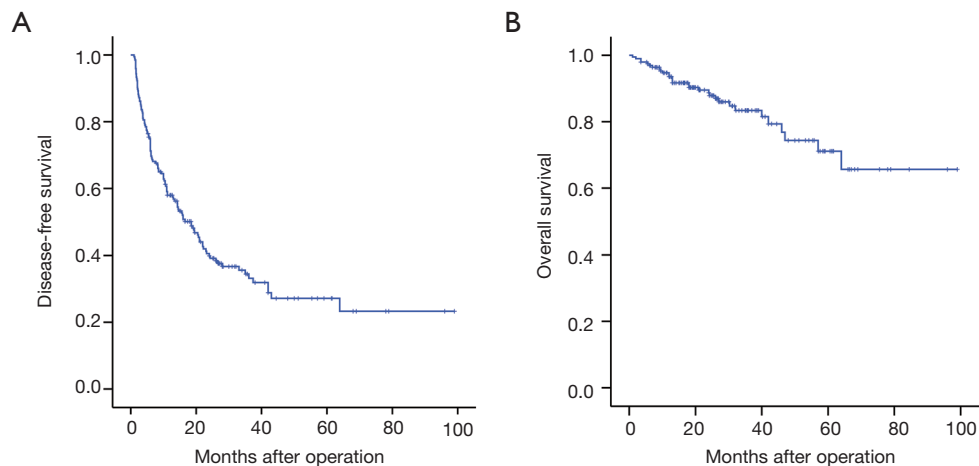 A
Disease-free survival
1.0
0.8
0.6
0.4
0.2
0.0
0 20 40 60 80 100
Months after operation
B
Overall survival
1.0
0.8
0.6
0.4
0.2
0.0
0 20 40 60 80 100
Months after operation